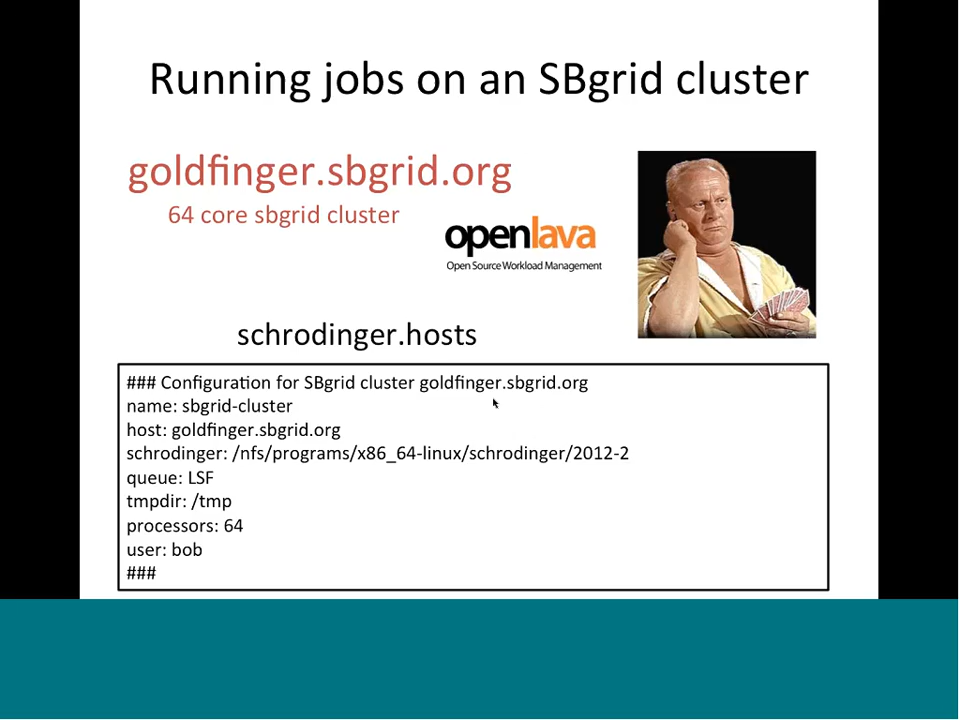 Running jobs on an SBgrid cluster
goldfinger.sbgrid.org
64 core sbgrid cluster
openlava
Open Source Workload Management
schrodinger.hosts
### Configuration for SBgrid cluster goldfinger.sbgrid.org
name: sbgrid-cluster
host: goldfinger.sbgrid.org
schrodinger: /nfs/programs/x86_64-linux/schrodinger/2012-2
queue: LSF
tmpdir: /tmp
processors: 64
user: bob
###